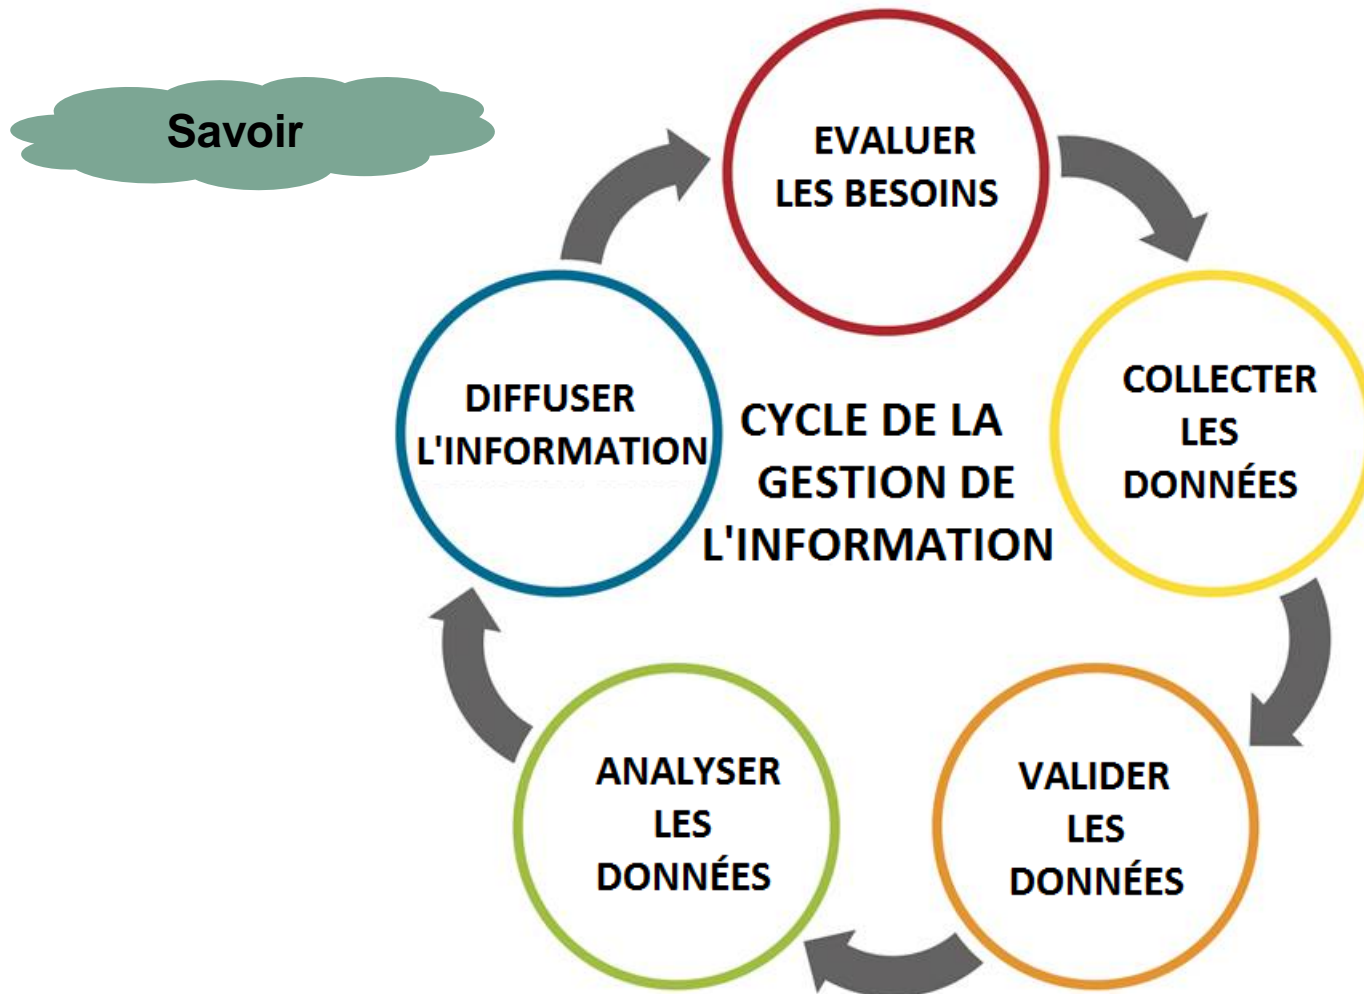 Savoir
EVALUER
LES BESOINS
COLLECTER
LES
DONNÉES
VALIDER
LES
DONNÉES
ANALYSER
LES
DONNÉES
DIFFUSER
L'INFORMATION
CYCLE DE LA
GESTION DE
L'INFORMATION